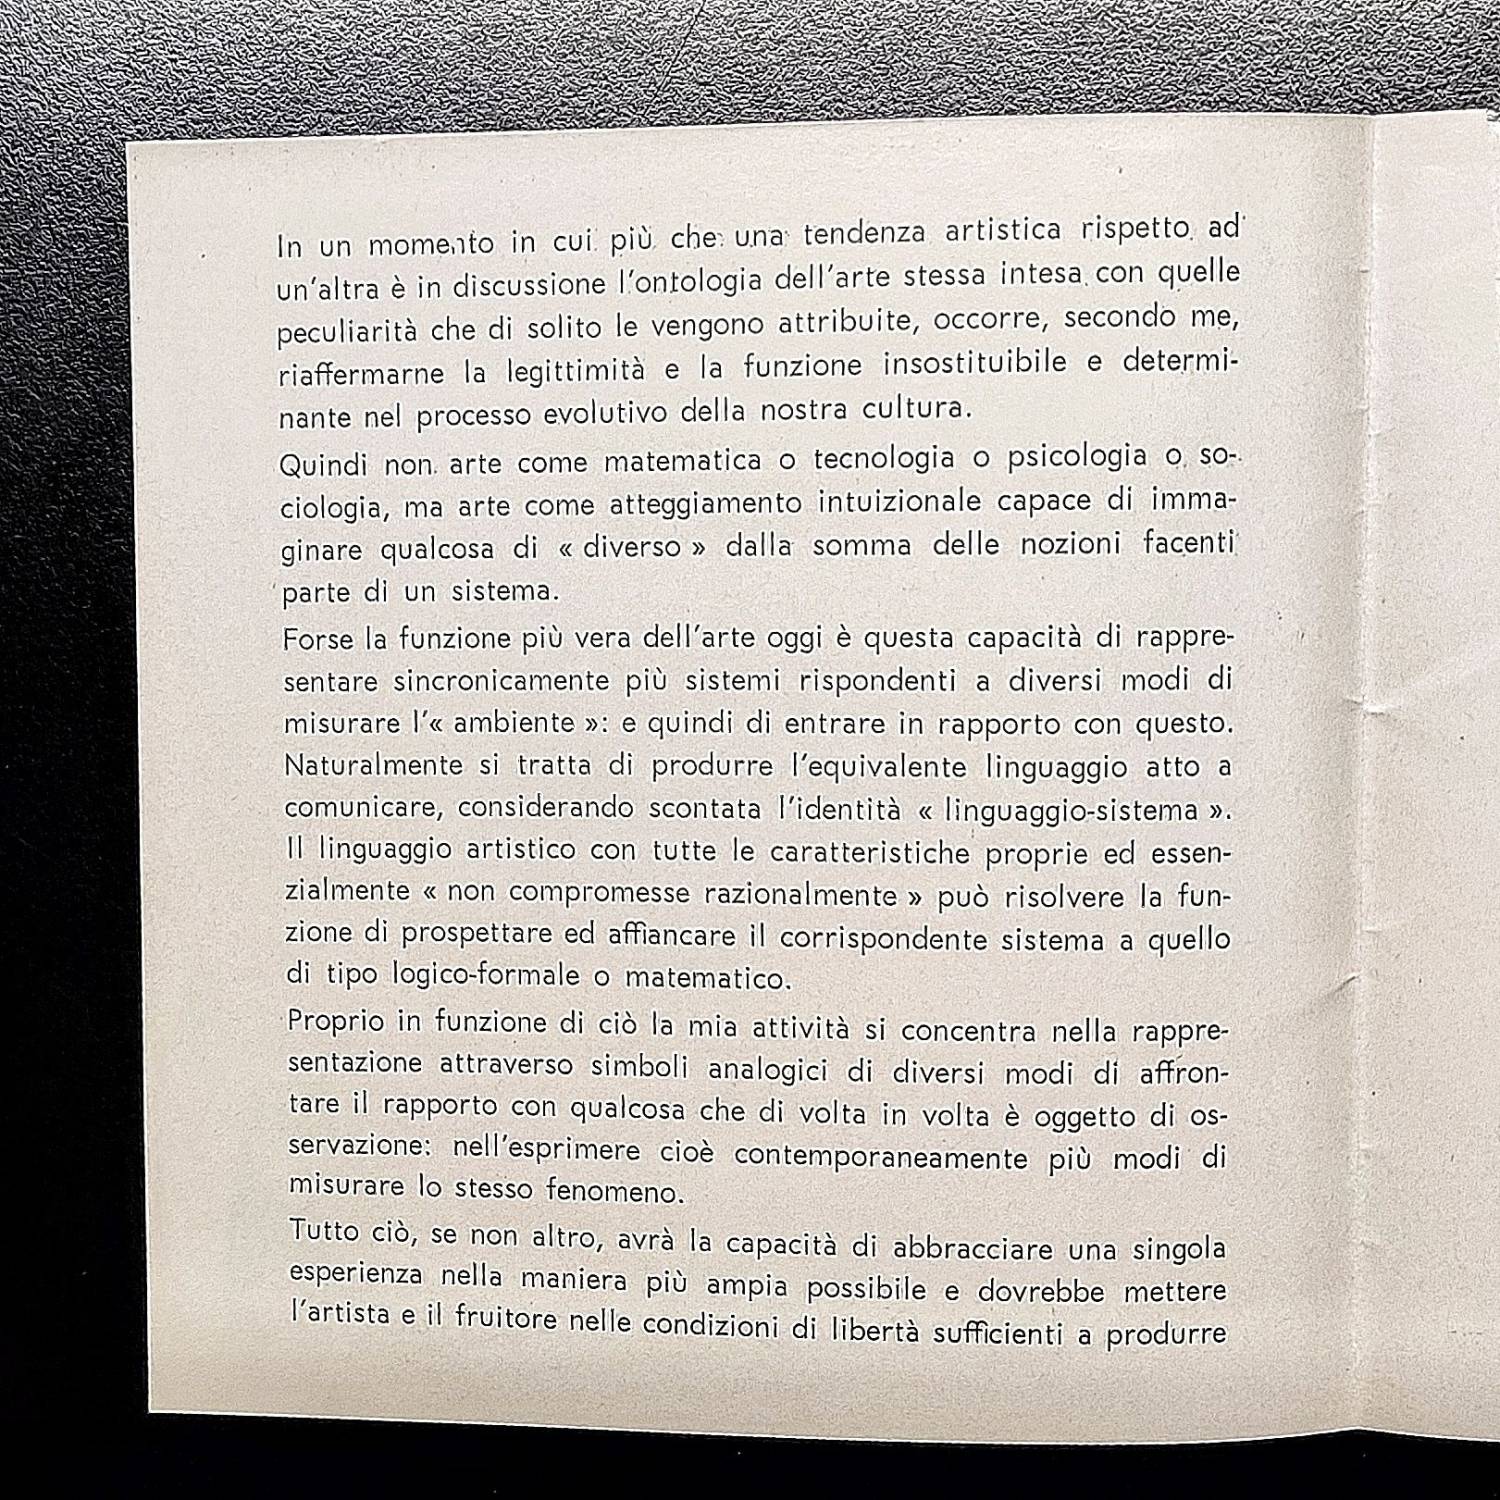 In un momento in cui più che una tendenza artistica rispetto ad
un'altra è in discussione l'ontologia dell'arte stessa intesa con quelle
peculiarità che di solito le vengono attribuite, occorre, secondo me,
riaffermarne la legittimità e la funzione insostituibile e determi-
nante nel processo evolutivo della nostra cultura.
Quindi non arte come matematica o tecnologia o psicologia o so-
ciologia, ma arte come atteggiamento intuizionale capace di imma-
ginare qualcosa di « diverso » dalla somma delle nozioni facenti
parte di un sistema.
Forse la funzione più vera dell'arte oggi è questa capacità di rappre-
sentare sincronicamente più sistemi rispondenti a diversi modi di
misurare l'« ambiente »: e quindi di entrare in rapporto con questo.
Naturalmente si tratta di produrre l'equivalente linguaggio atto a
comunicare, considerando scontata l'identità « linguaggio-sistema ».
Il linguaggio artistico con tutte le caratteristiche proprie ed essen-
zialmente « non compromesse razionalmente » può risolvere la fun-
zione di prospettare ed affiancare il corrispondente sistema a quello
di tipo logico-formale o matematico.
Proprio in funzione di ciò la mia attività si concentra nella rappre-
sentazione attraverso simboli analogici di diversi modi di affron-
tare il rapporto con qualcosa che di volta in volta è oggetto di os-
servazione: nell'esprimere cioè contemporaneamente più modi di
misurare lo stesso fenomeno.
Tutto ciò, se non altro, avrà la capacità di abbracciare una singola
esperienza nella maniera più ampia possibile e dovrebbe mettere
l'artista e il fruitore nelle condizioni di libertà sufficienti a produrre